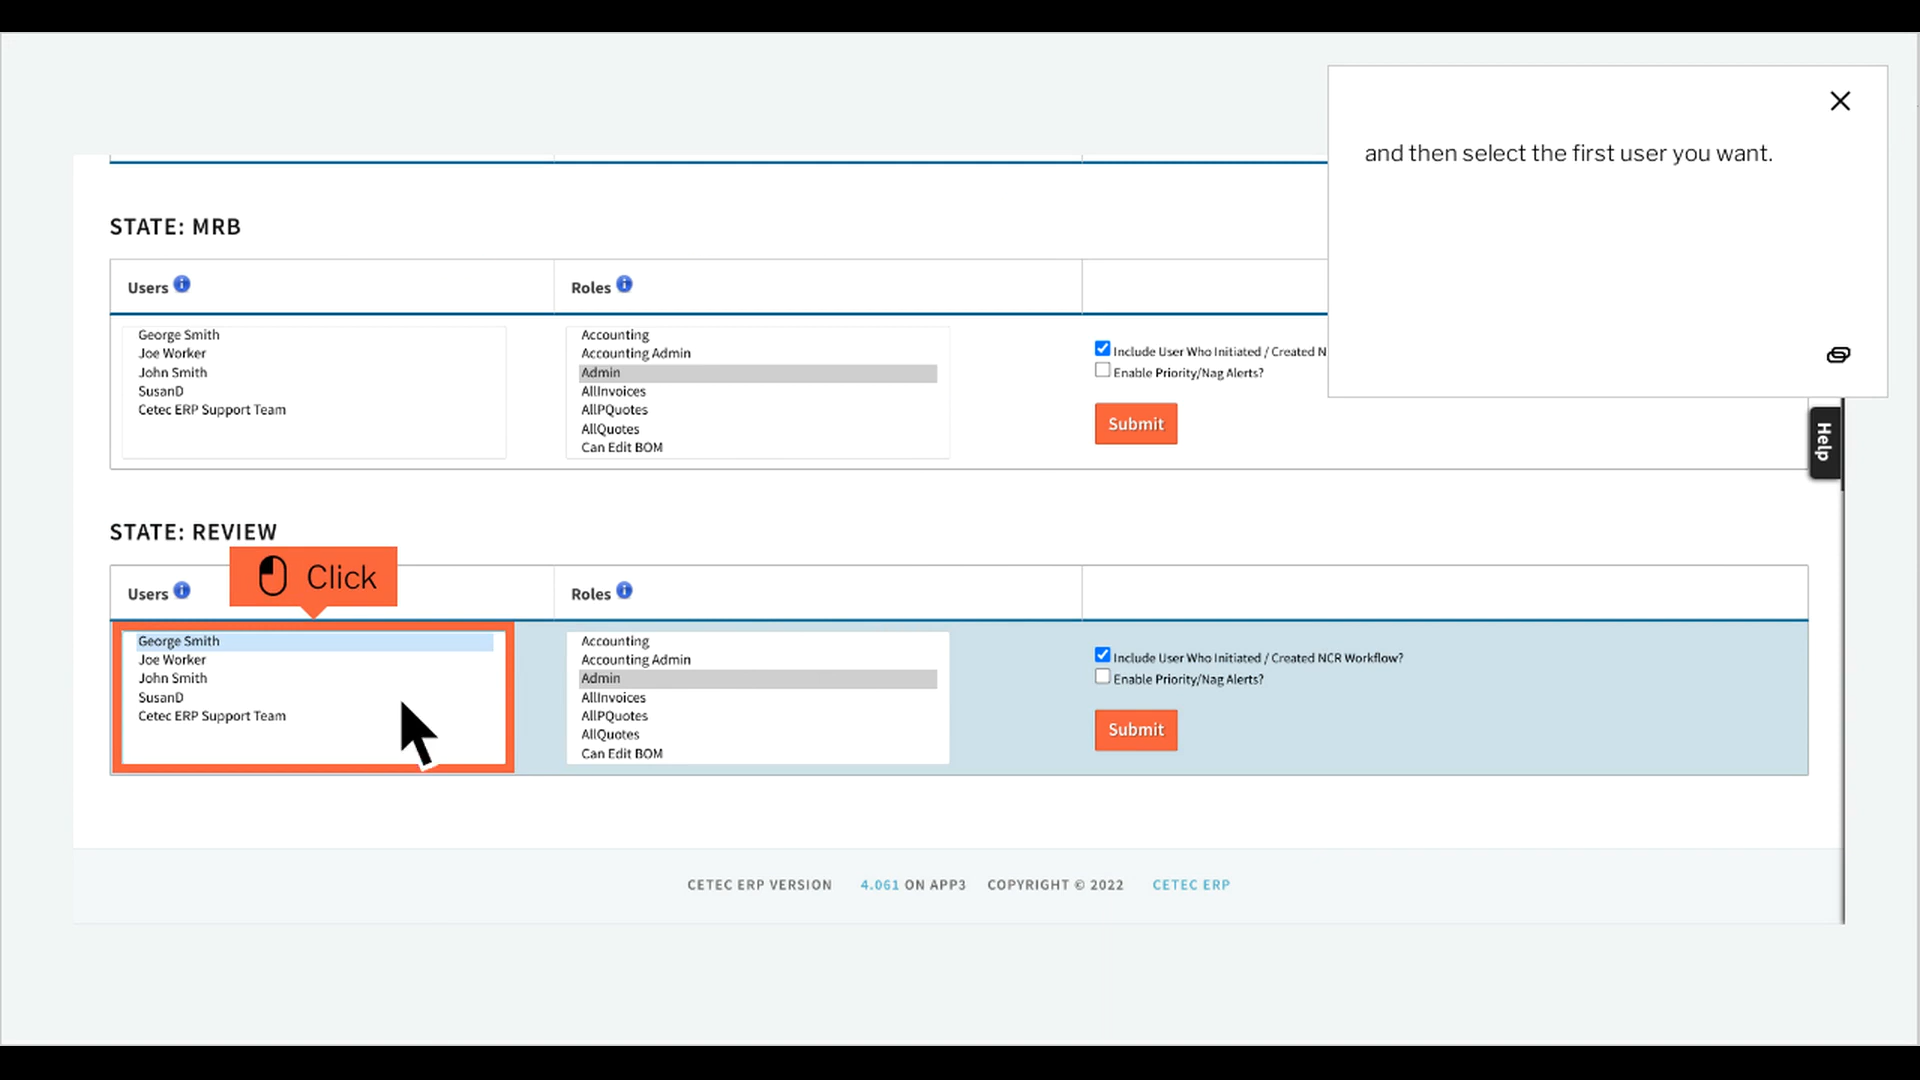 and then select the first user you want.
STATE: MRB
Users
Roles
George Smith
Joe Worker
John Smith
SusanD
Cetec ERP Support Team
Accounting
Accounting Admin
Admin
AllInvoices
AllPQuotes
AllQuotes
Can Edit BOM
Include User Who Initiated / Created N
Enable Priority/Nag Alerts?
Submit
Help
STATE: REVIEW
Click
Users
Roles
George Smith
Joe Worker
John Smith
SusanD
Cetec ERP Support Team
Accounting
Accounting Admin
Admin
AllInvoices
AllPQuotes
AllQuotes
Can Edit BOM
Include User Who Initiated / Created NCR Workflow?
Enable Priority/Nag Alerts?
Submit
CETEC ERP VERSION 4.061 ON APP3 COPYRIGHT © 2022 CETEC ERP